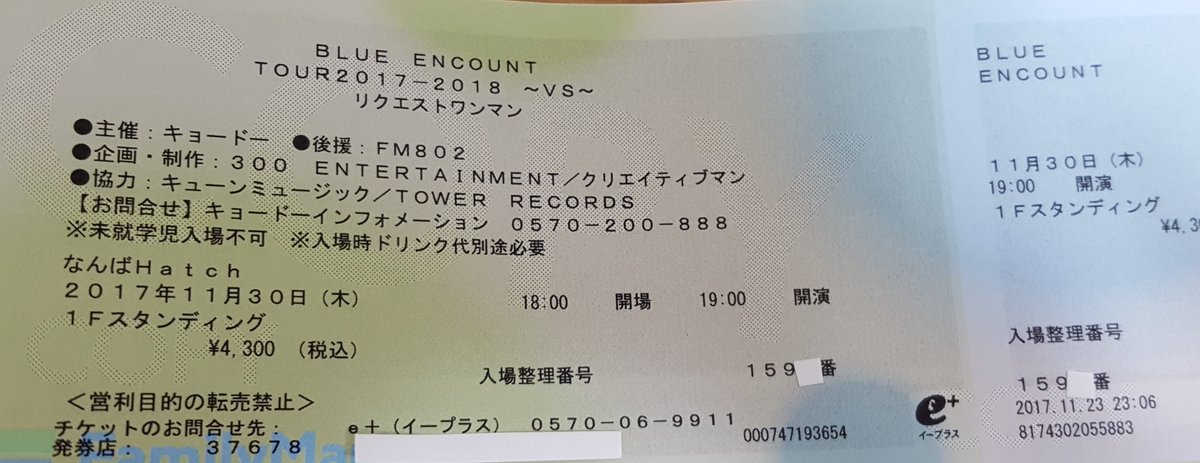 BLUE ENCOUNT
TOUR2017-2018 ~VS~
リクエストワンマン
●主催:キョードー ●後援:FM802
●企画・制作:300 ENTERTAINMENT/クリエイティブマン
●協力:キューンミュージック/TOWER RECORDS
【お問合せ】キョードーインフォメーション 0570-200-888
※未就学児入場不可 ※入場時ドリンク代別途必要
なんばHatch
2017年11月30日(木) 18:00 開場 19:00 開演
1Fスタンディング
¥4,300 (税込)
入場整理番号 159 番
<営利目的の転売禁止>
チケットのお問合せ先: e+(イープラス) 0570-06-9911
発券店: 37678
000747193654
e+
イープラス
BLUE
ENCOUNT
11月30日(木)
19:00 開演
1Fスタンディング
¥4,3
入場整理番号
159 番
2017.11.23 23:06
8174302055883
COPY
FamilyMa